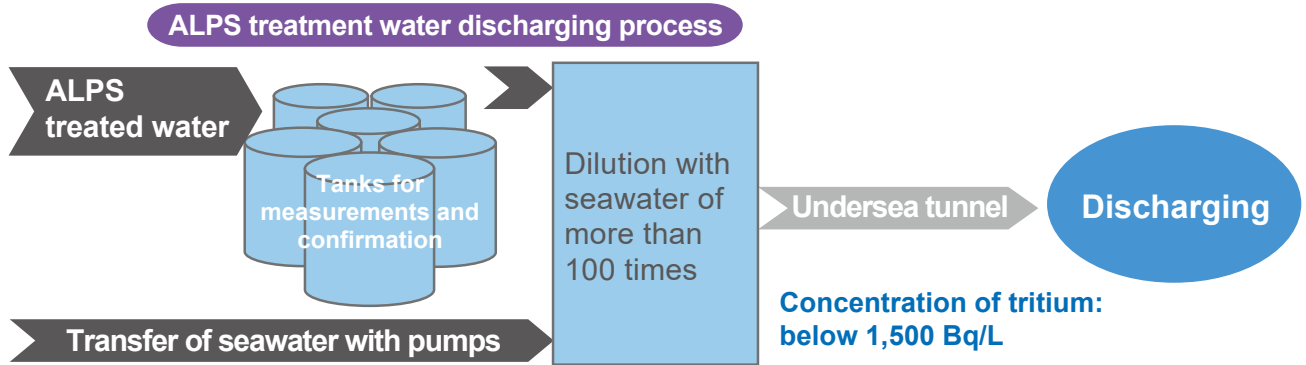 ALPS treatment water discharging process
ALPS
treated water
Tanks for
measurements and
confirmation
Transfer of seawater with pumps
Dilution with
seawater of
more than
100 times
Undersea tunnel
Discharging
Concentration of tritium:
below 1,500 Bq/L